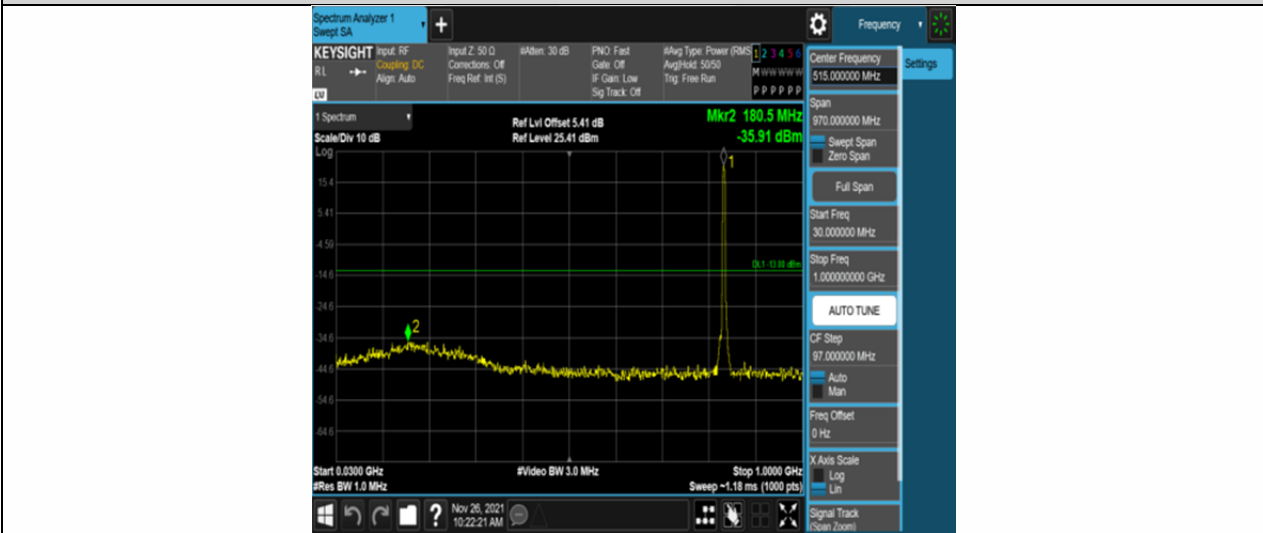 Spectrum Analyzer 1
Swept SA
+
Frequency
KEYSIGHT
RL
LXI
Input: RF
Coupling: DC
Align: Auto
Input Z: 50 Ω
Corrections: Off
Freq Ref: Int (S)
#Atten: 30 dB
PNO: Fast
Gate: Off
IF Gain: Low
Sig Track: Off
#Avg Type: Power (RMS
Avg|Hold: 50/50
Trig: Free Run
1 2 3 4 5 6
M W W W W W
P P P P P P
1 Spectrum
Scale/Div 10 dB
Log
Ref Lvl Offset 5.41 dB
Ref Level 25.41 dBm
Mkr2 180.5 MHz
-35.91 dBm
15.4
5.41
-4.59
-14.6
-24.6
-34.6
-44.6
-54.6
-64.6
1
2
DL1 -13.00 dBm
Start 0.0300 GHz
#Res BW 1.0 MHz
#Video BW 3.0 MHz
Stop 1.0000 GHz
Sweep ~1.18 ms (1000 pts)
?
Nov 26, 2021
10:22:21 AM
Center Frequency
515.000000 MHz
Settings
Span
970.000000 MHz
Swept Span
Zero Span
Full Span
Start Freq
30.000000 MHz
Stop Freq
1.000000000 GHz
AUTO TUNE
CF Step
97.000000 MHz
Auto
Man
Freq Offset
0 Hz
X Axis Scale
Log
Lin
Signal Track
(Span Zoom)